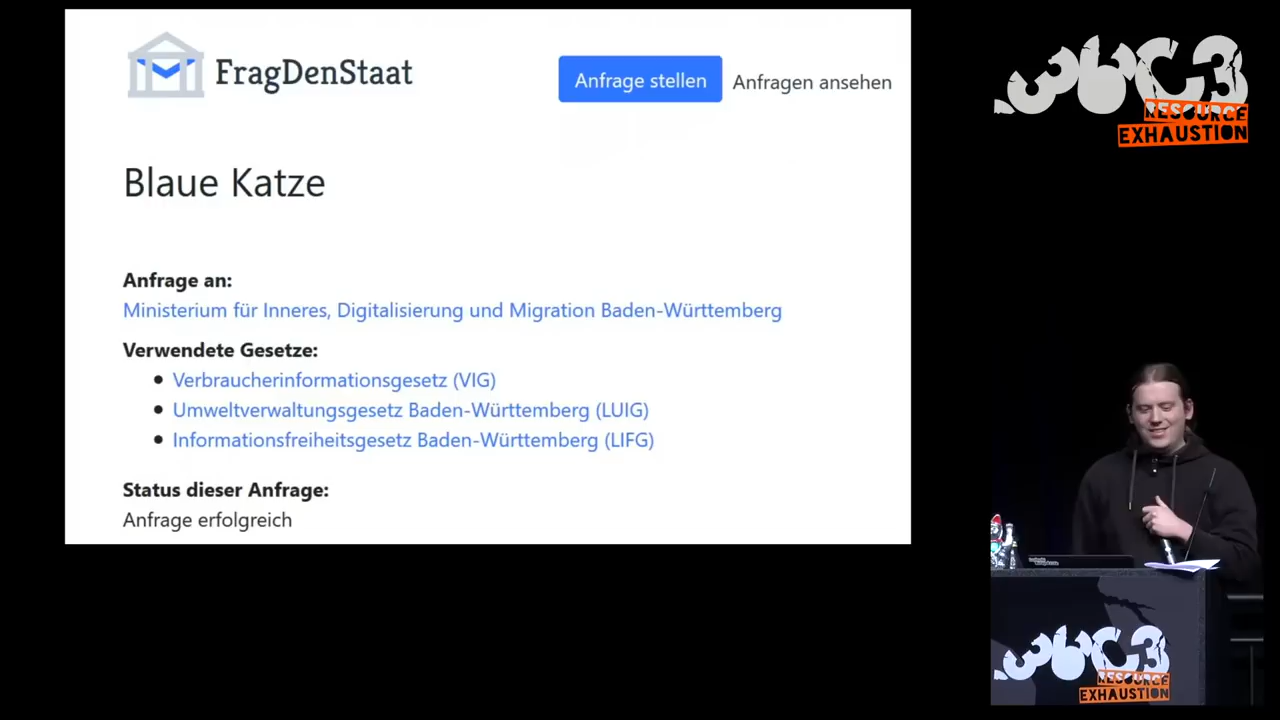 FragDenStaat
Anfrage stellen
Anfragen ansehen
Blaue Katze
Anfrage an:
Ministerium für Inneres, Digitalisierung und Migration Baden-Württemberg
Verwendete Gesetze:
Verbraucherinformationsgesetz (VIG)
Umweltverwaltungsgesetz Baden-Württemberg (LUIG)
Informationsfreiheitsgesetz Baden-Württemberg (LIFG)
Status dieser Anfrage:
Anfrage erfolgreich
36C3
RESOURCE
EXHAUSTION
36C3
RESOURCE
EXHAUSTION